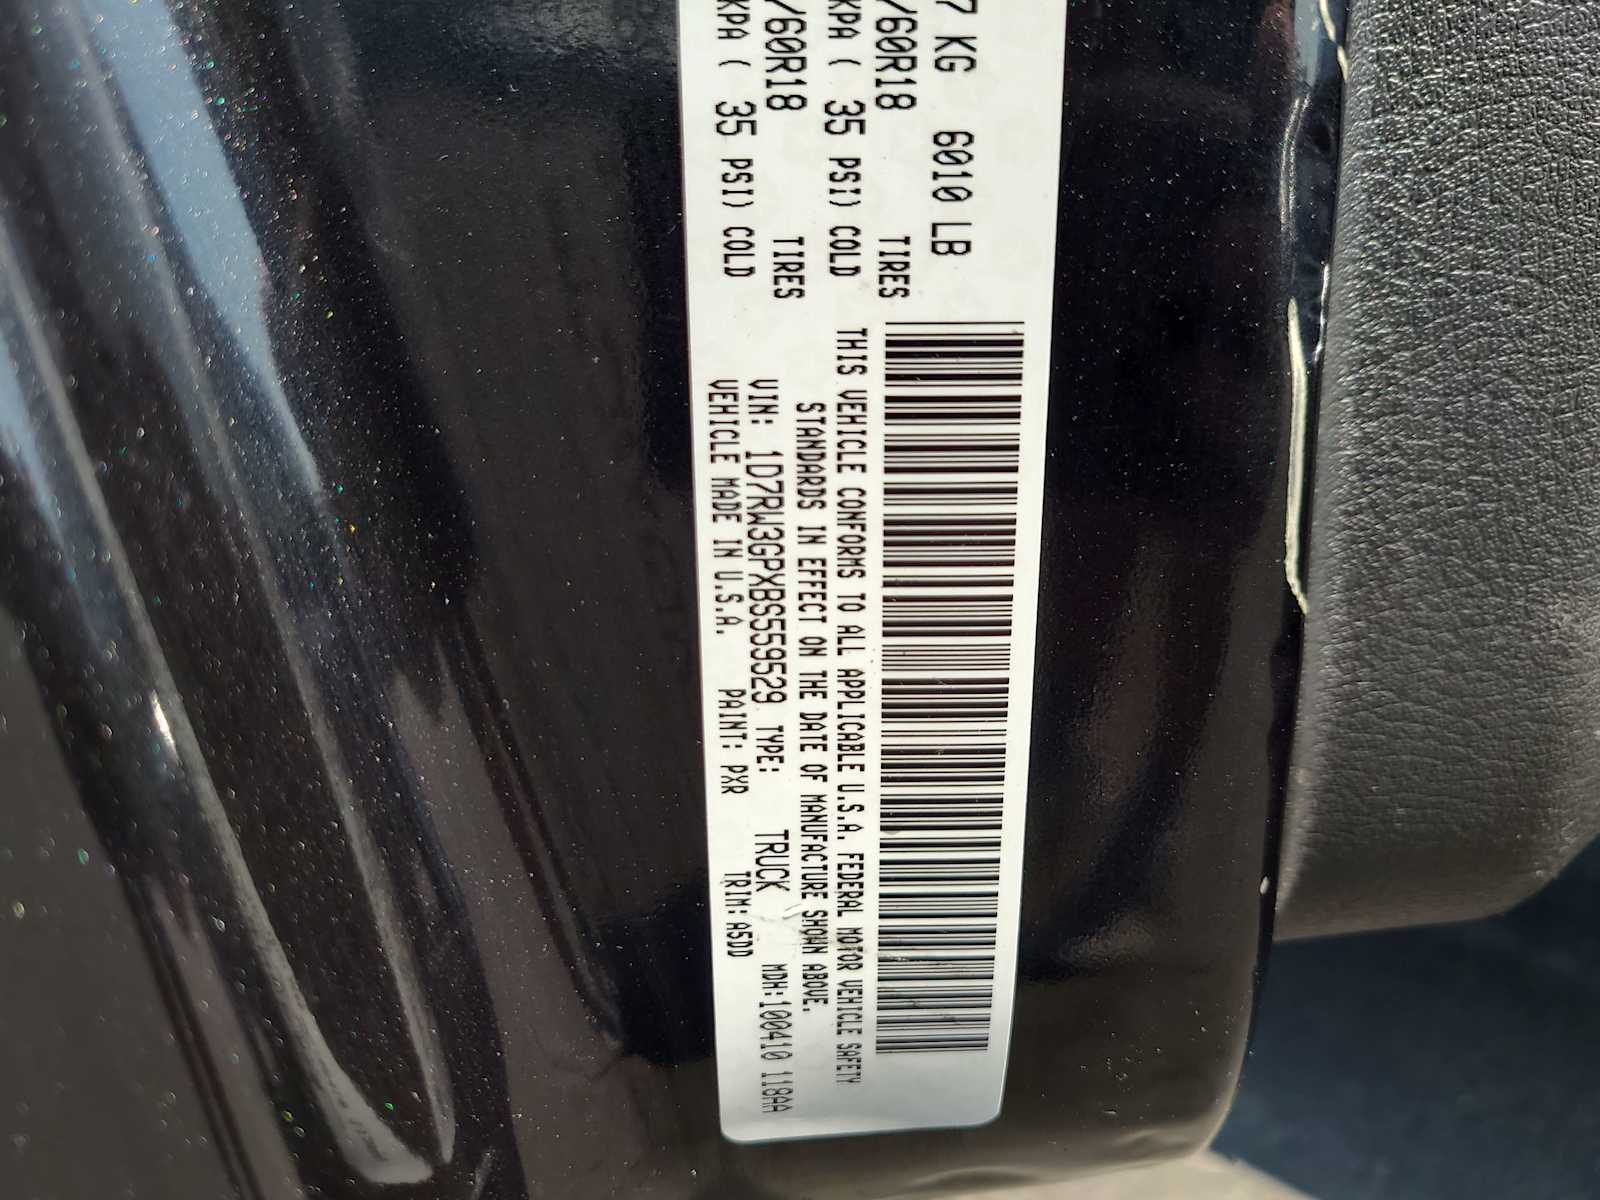 7 KG 6010 LB
/60R18 TIRES
KPA ( 35 PSI) COLD
/60R18 TIRES
KPA ( 35 PSI) COLD
THIS VEHICLE CONFORMS TO ALL APPLICABLE U.S.A. FEDERAL MOTOR VEHICLE SAFETY
STANDARDS IN EFFECT ON THE DATE OF MANUFACTURE SHOWN ABOVE.
VIN: 1D7RW3GPXBS559529 TYPE: TRUCK MDH:100410 118AA
VEHICLE MADE IN U.S.A. PAINT: PXR TRIM: A5DD